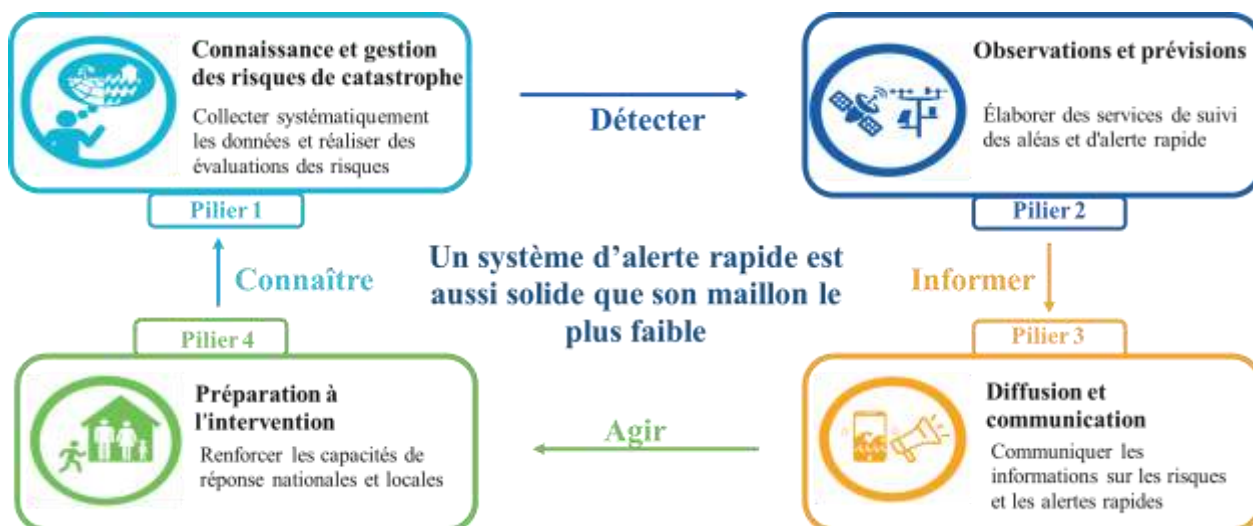 Connaissance et gestion
des risques de catastrophe
Collecter systématiquement
les données et réaliser des
évaluations des risques
Pilier 1
Détecter
Observations et prévisions
Élaborer des services de suivi
des aléas et d'alerte rapide
Pilier 2
Connaître
Un système d’alerte rapide est
aussi solide que son maillon le
plus faible
Informer
Pilier 4
Préparation à
l'intervention
Renforcer les capacités de
réponse nationales et locales
Agir
Pilier 3
Diffusion et
communication
Communiquer les
informations sur les risques
et les alertes rapides